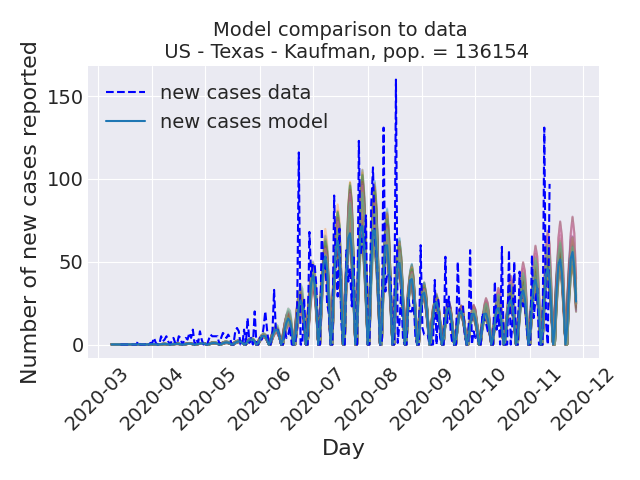 Model comparison to data
US - Texas - Kaufman, pop. = 136154
Number of new cases reported
150
100
50
0
new cases data
new cases model
2020-03
2020-04
2020-05
2020-06
2020-07
2020-08
2020-09
2020-10
2020-11
2020-12
Day